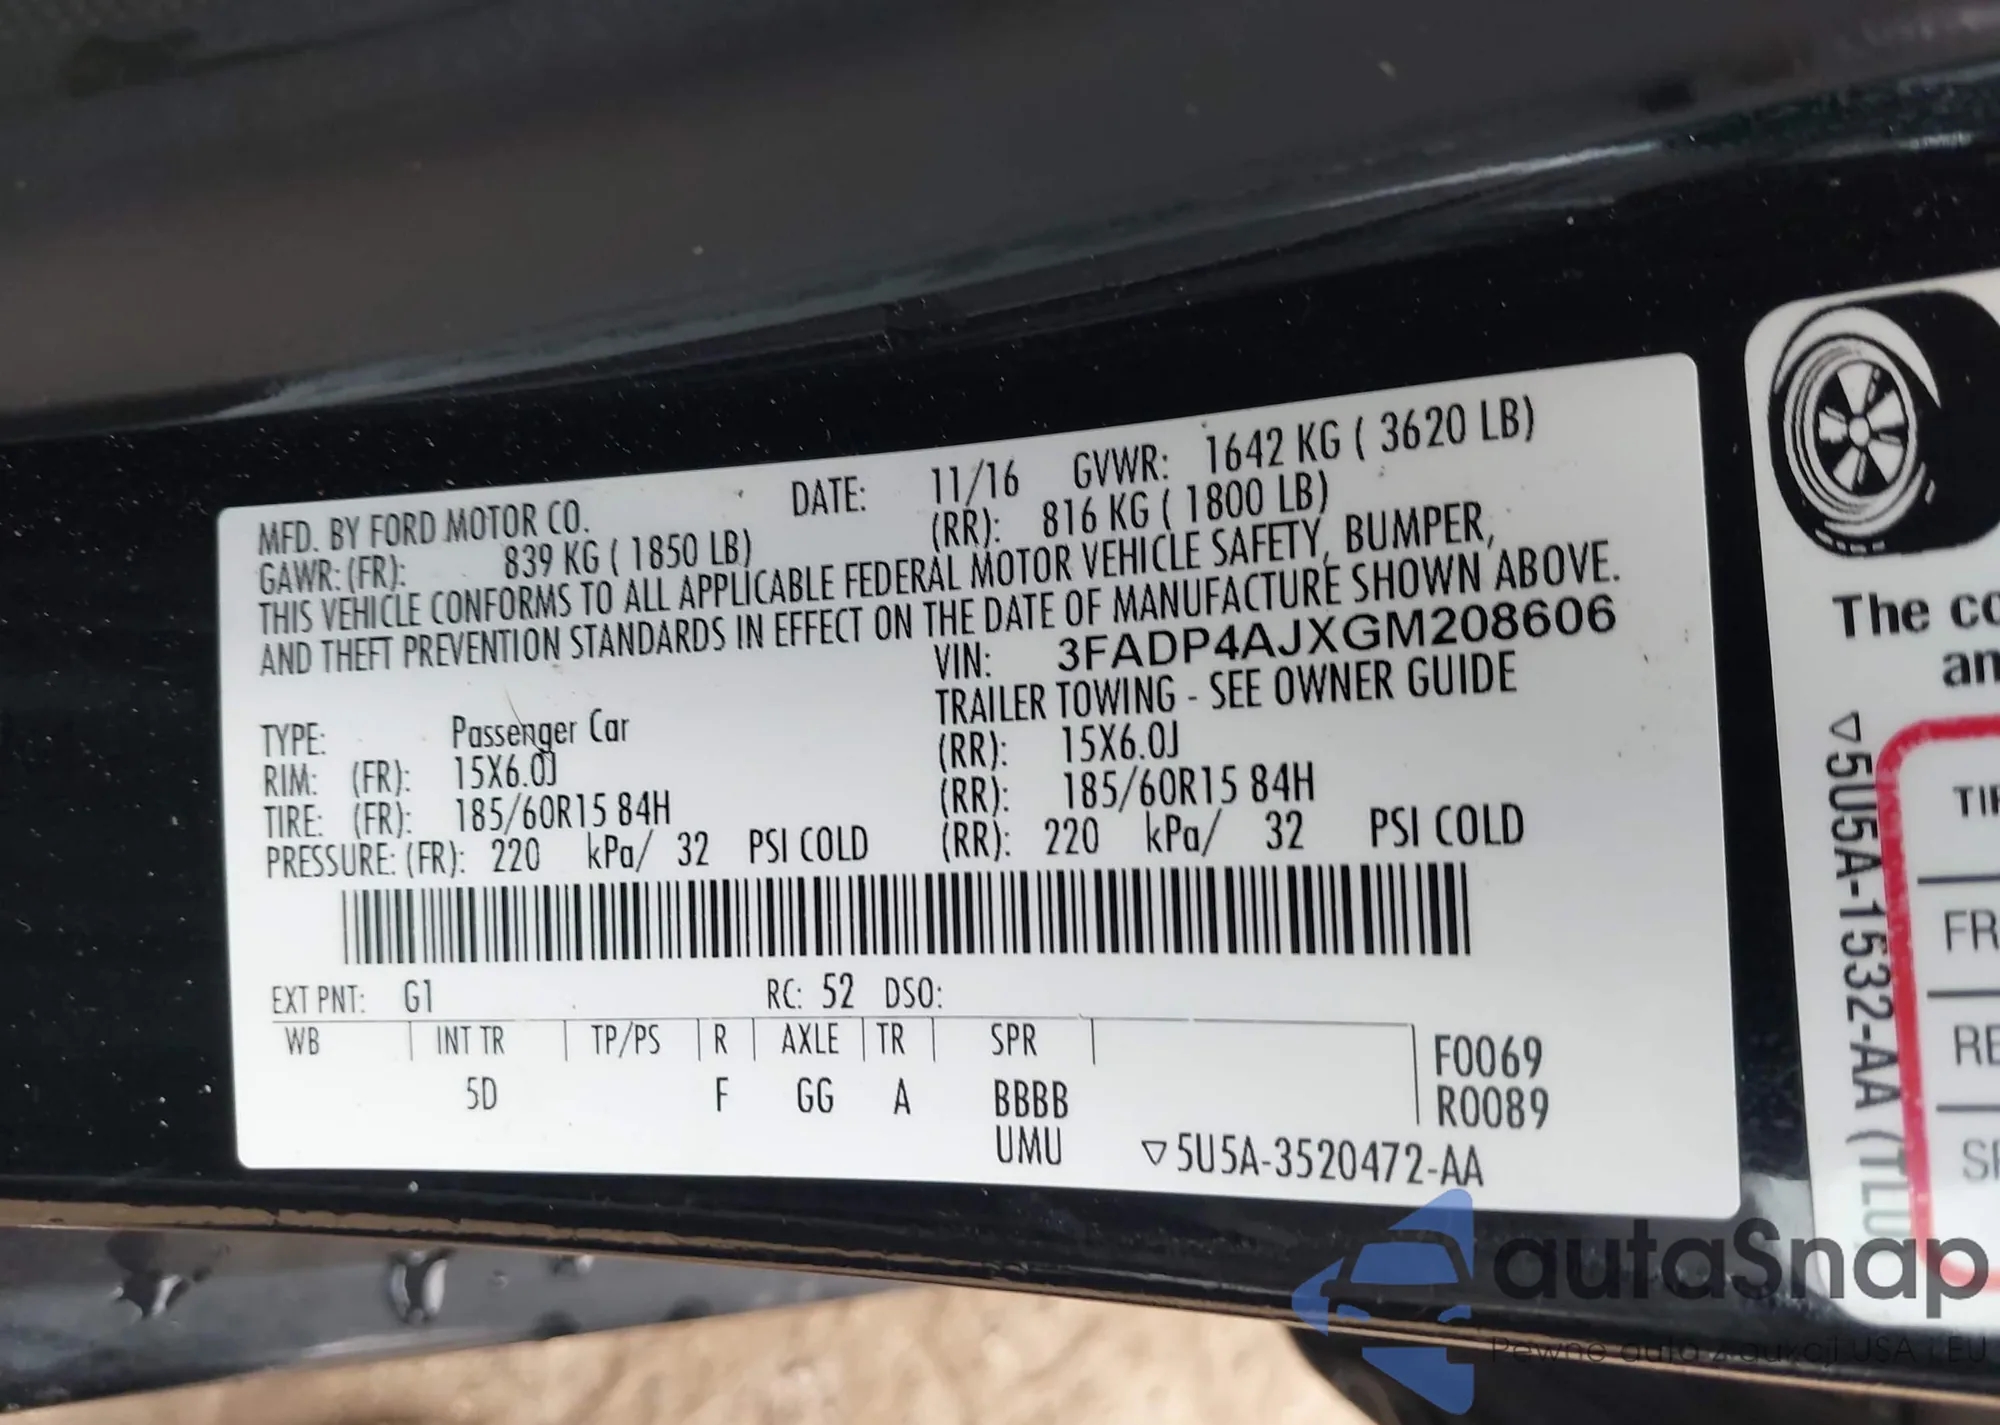 MFD. BY FORD MOTOR CO. DATE: 11/16 GVWR: 1642 KG ( 3620 LB)
GAWR: (FR): 839 KG ( 1850 LB) (RR): 816 KG ( 1800 LB)
THIS VEHICLE CONFORMS TO ALL APPLICABLE FEDERAL MOTOR VEHICLE SAFETY, BUMPER,
AND THEFT PREVENTION STANDARDS IN EFFECT ON THE DATE OF MANUFACTURE SHOWN ABOVE.
VIN: 3FADP4AJXGM208606
TRAILER TOWING - SEE OWNER GUIDE
TYPE: Passenger Car
RIM: (FR): 15X6.0J (RR): 15X6.0J
TIRE: (FR): 185/60R15 84H (RR): 185/60R15 84H
PRESSURE: (FR): 220 kPa/ 32 PSI COLD (RR): 220 kPa/ 32 PSI COLD
EXT PNT: G1 RC: 52 DSO:
WB INT TR TP/PS R AXLE TR SPR F0069
5D F GG A BBBB R0089
UMU ▽5U5A-3520472-AA
The
▽5U5A-1532-AA
autaSnap
Pewne auta z aukcji USA i EU